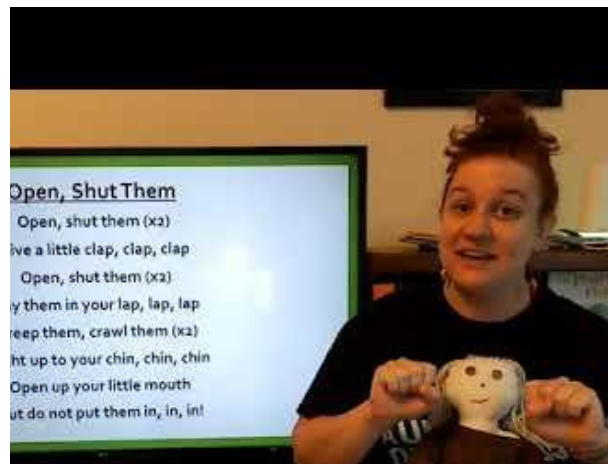 Open, Shut Them
Open, shut them (x2)
ive a little clap, clap, clap
Open, shut them (x2)
y them in your lap, lap, lap
reep them, crawl them (x2)
ht up to your chin, chin, chin
Open up your little mouth
ut do not put them in, in, in!